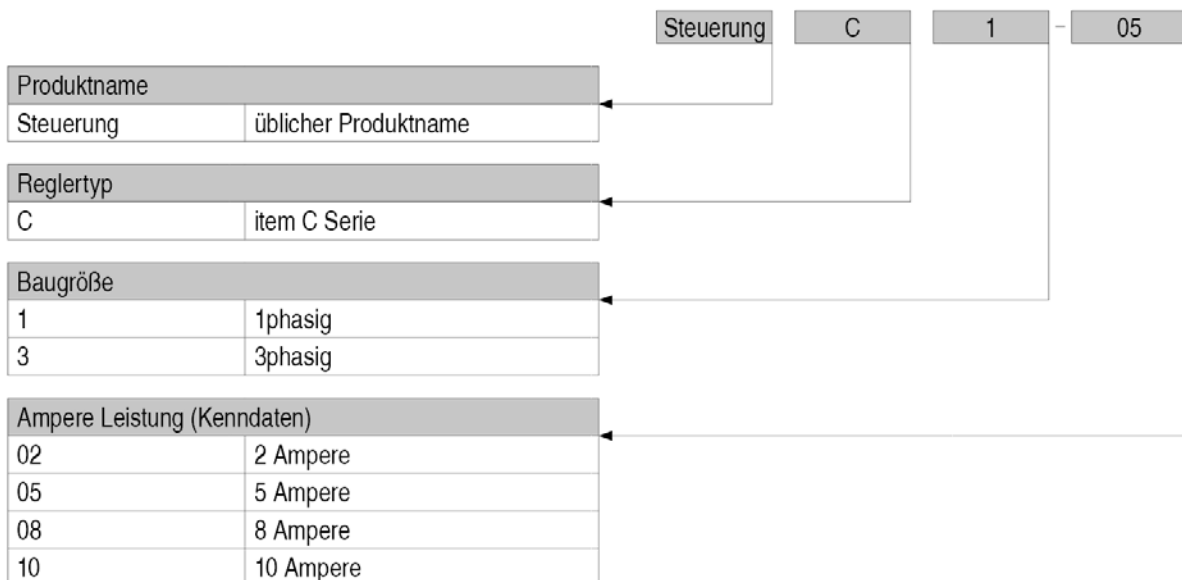 Steuerung C 1 - 05
Produktname
Steuerung üblicher Produktname
Reglertyp
C item C Serie
Baugröße
1 1phasig
3 3phasig
Ampere Leistung (Kenndaten)
02 2 Ampere
05 5 Ampere
08 8 Ampere
10 10 Ampere